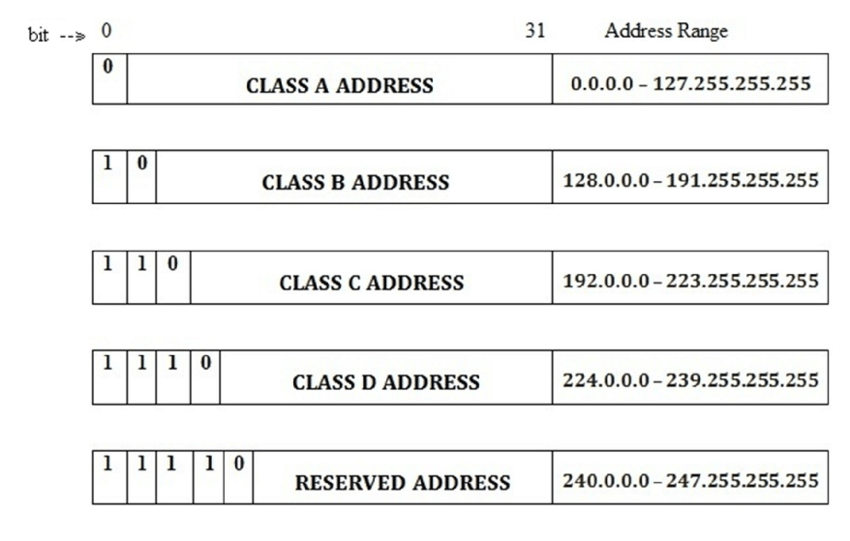 bit --> 0 31 Address Range
0 CLASS A ADDRESS 0.0.0.0 – 127.255.255.255
1 0 CLASS B ADDRESS 128.0.0.0 – 191.255.255.255
1 1 0 CLASS C ADDRESS 192.0.0.0 – 223.255.255.255
1 1 1 0 CLASS D ADDRESS 224.0.0.0 – 239.255.255.255
1 1 1 1 0 RESERVED ADDRESS 240.0.0.0 – 247.255.255.255